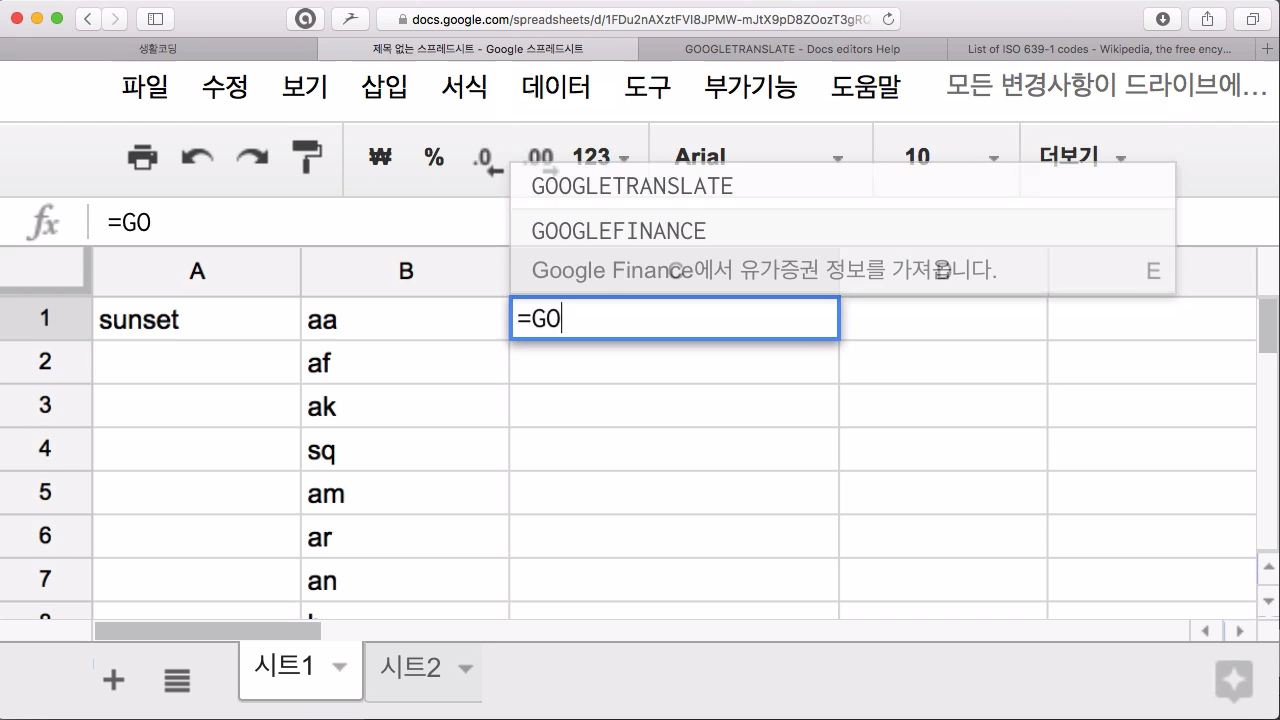 docs.google.com/spreadsheets/d/1FDu2nAXztFVI8JPMW-mJtX9pD8ZOozT3gRC
생활코딩
제목 없는 스프레드시트 - Google 스프레드시트
GOOGLETRANSLATE - Docs editors Help
List of ISO 639-1 codes - Wikipedia, the free ency...
파일 수정 보기 삽입 서식 데이터 도구 부가기능 도움말 모든 변경사항이 드라이브에...
₩ % .0 .00 123 Arial 10 더보기
GOOGLETRANSLATE
fx =GO
GOOGLEFINANCE
Google Finance에서 유가증권 정보를 가져옵니다.
A B C D E
1 sunset aa =GO
2 af
3 ak
4 sq
5 am
6 ar
7 an
8
시트1 시트2